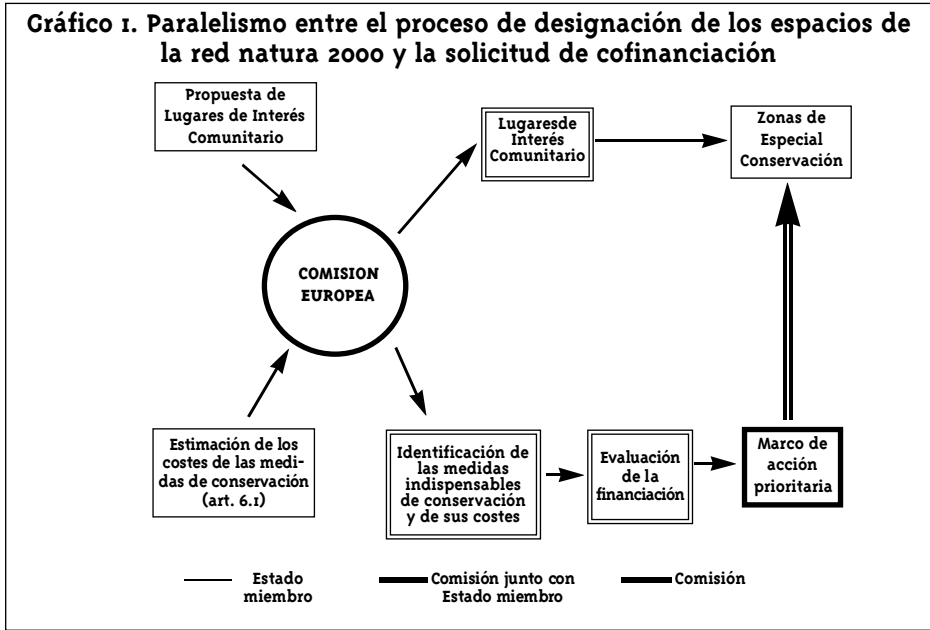 Gráfico 1. Paralelismo entre el proceso de designación de los espacios de
la red natura 2000 y la solicitud de cofinanciación
Propuesta de
Lugares de Interés
Comunitario
Lugaresde
Interés
Comunitario
Zonas de
Especial
Conservación
COMISION
EUROPEA
Estimación de los
costes de las medi-
das de conservación
(art. 6.1)
Identificación de
las medidas
indispensables
de conservación
y de sus costes
Evaluación
de la
financiación
Marco de
acción
prioritaria
Estado
miembro
Comisión junto con
Estado miembro
Comisión